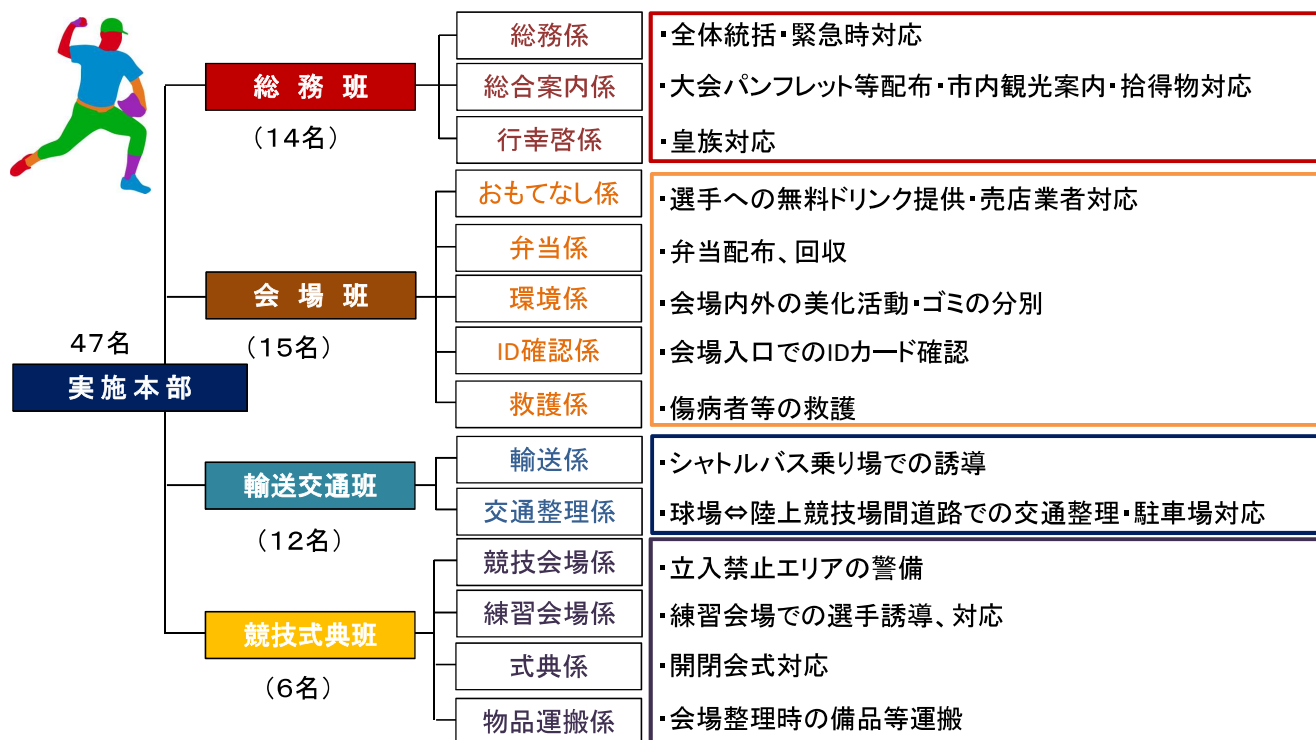 47名
実施本部
総務班
（14名）
総務係
・全体統括・緊急時対応
総合案内係
・大会パンフレット等配布・市内観光案内・拾得物対応
行幸啓係
・皇族対応
会場班
（15名）
おもてなし係
・選手への無料ドリンク提供・売店業者対応
弁当係
・弁当配布、回収
環境係
・会場内外の美化活動・ゴミの分別
ID確認係
・会場入口でのIDカード確認
救護係
・傷病者等の救護
輸送交通班
（12名）
輸送係
・シャトルバス乗り場での誘導
交通整理係
・球場⇔陸上競技場間道路での交通整理・駐車場対応
競技式典班
（6名）
競技会場係
・立入禁止エリアの警備
練習会場係
・練習会場での選手誘導、対応
式典係
・開閉会式対応
物品運搬係
・会場整理時の備品等運搬